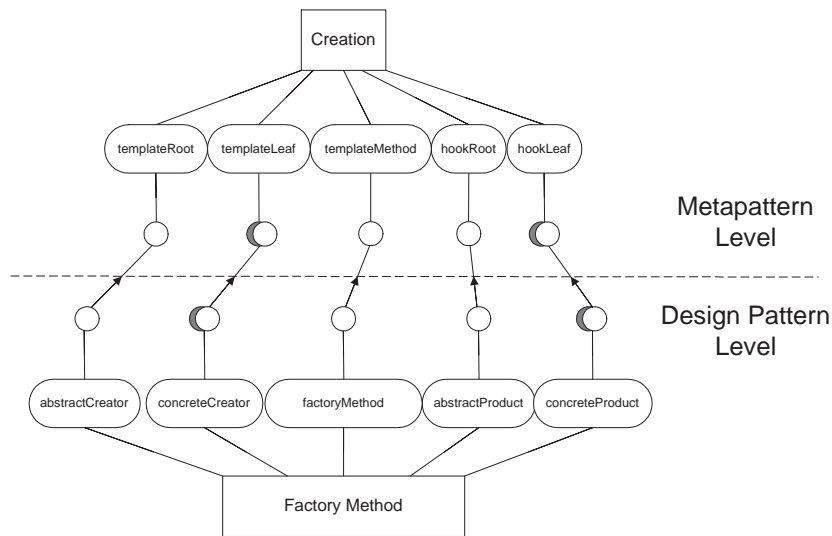 Creation
templateRoot
templateLeaf
templateMethod
hookRoot
hookLeaf
Metapattern
Level
Design Pattern
Level
abstractCreator
concreteCreator
factoryMethod
abstractProduct
concreteProduct
Factory Method